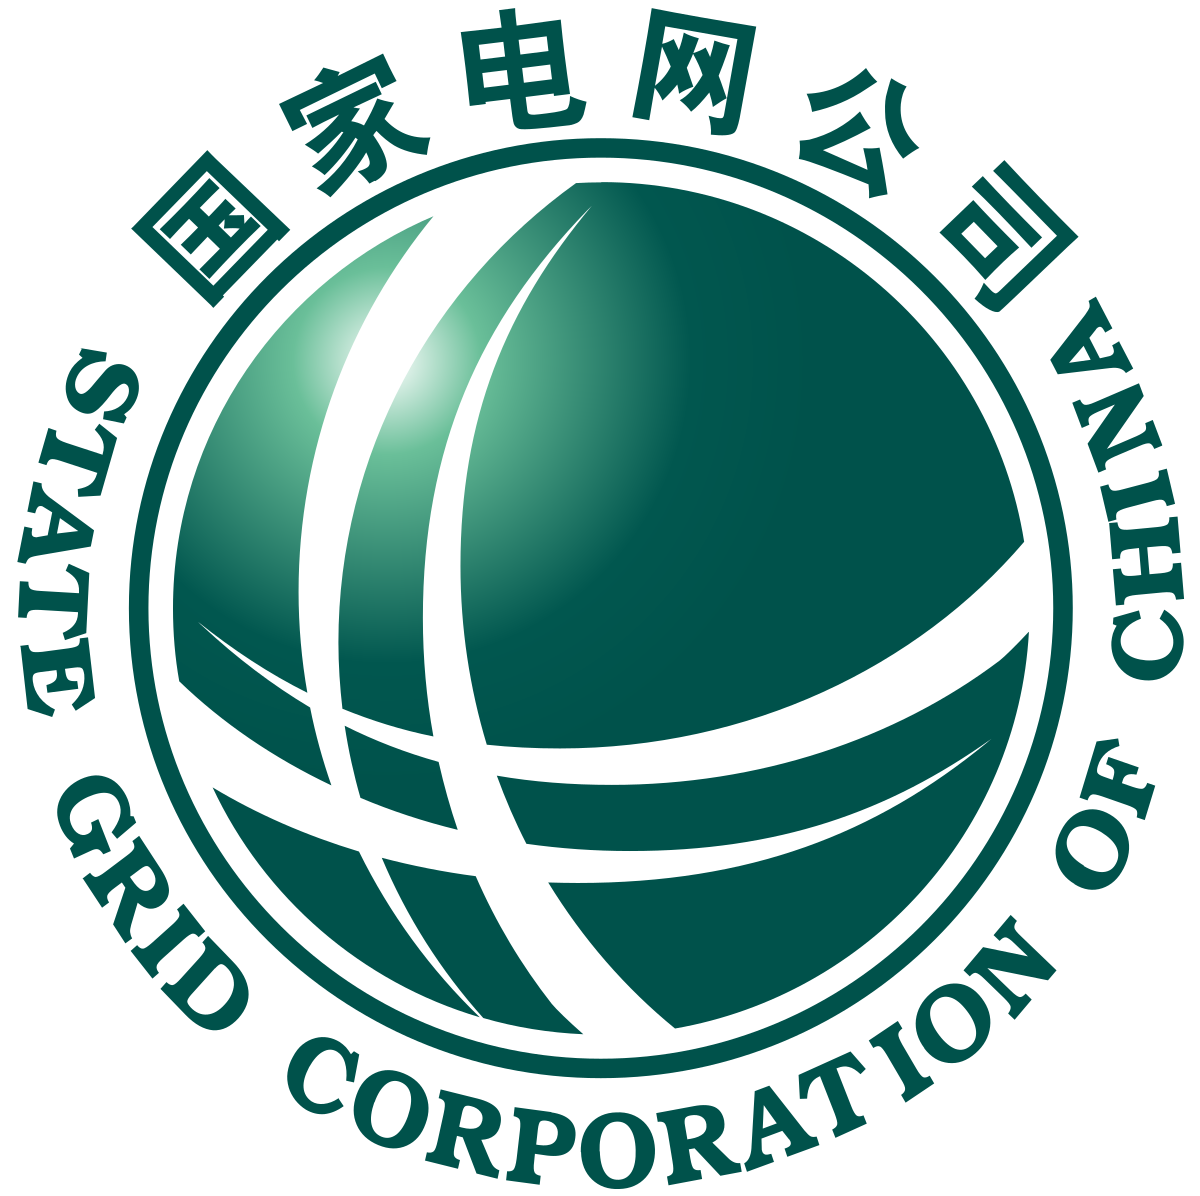 国家电网公司
STATE GRID CORPORATION OF CHINA